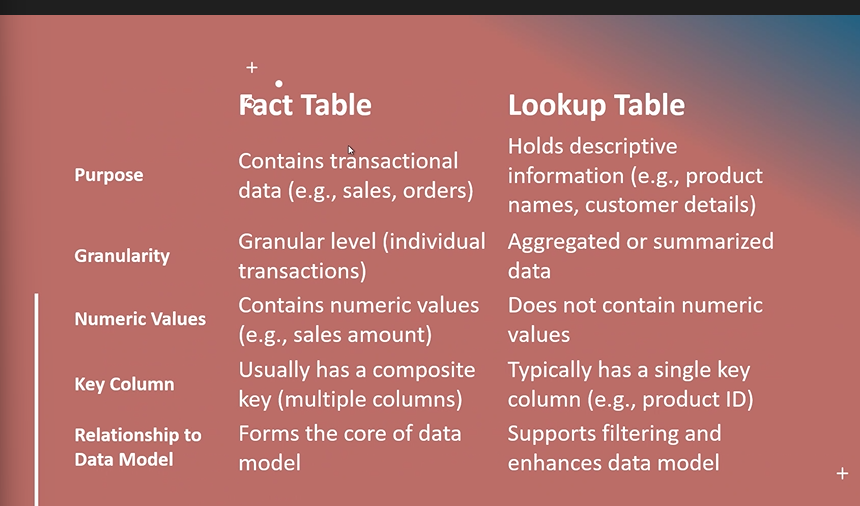 Fact Table
Lookup Table
Purpose
Contains transactional
data (e.g., sales, orders)
Holds descriptive
information (e.g., product
names, customer details)
Granularity
Granular level (individual
transactions)
Aggregated or summarized
data
Numeric Values
Contains numeric values
(e.g., sales amount)
Does not contain numeric
values
Key Column
Usually has a composite
key (multiple columns)
Typically has a single key
column (e.g., product ID)
Relationship to
Data Model
Forms the core of data
model
Supports filtering and
enhances data model